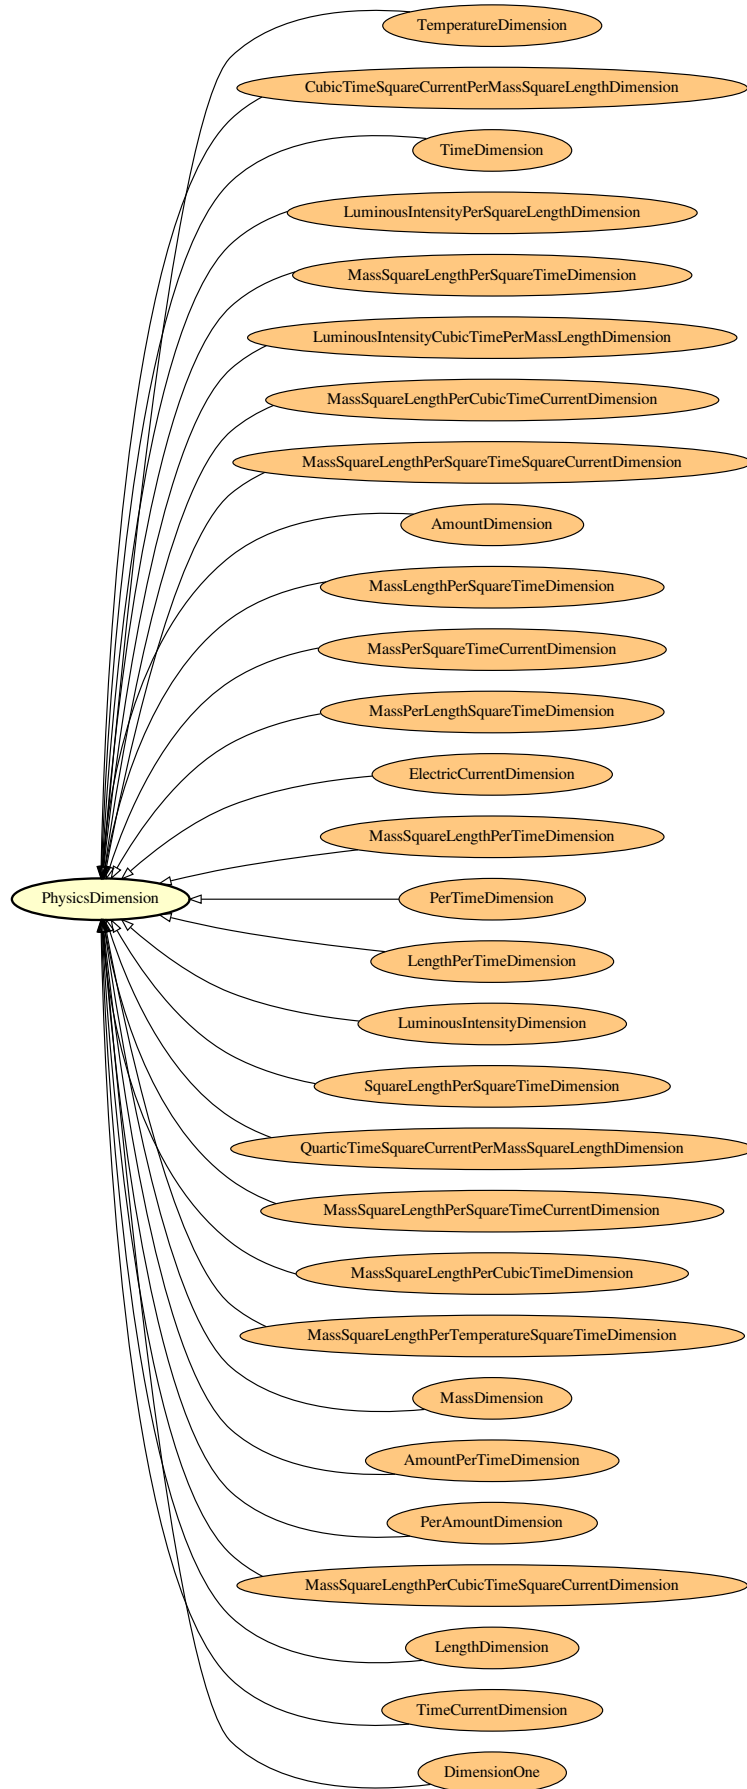 TemperatureDimension
CubicTimeSquareCurrentPerMassSquareLengthDimension
TimeDimension
LuminousIntensityPerSquareLengthDimension
MassSquareLengthPerSquareTimeDimension
LuminousIntensityCubicTimePerMassLengthDimension
MassSquareLengthPerCubicTimeCurrentDimension
MassSquareLengthPerSquareTimeSquareCurrentDimension
AmountDimension
MassLengthPerSquareTimeDimension
MassPerSquareTimeCurrentDimension
MassPerLengthSquareTimeDimension
ElectricCurrentDimension
MassSquareLengthPerTimeDimension
PhysicsDimension
PerTimeDimension
LengthPerTimeDimension
LuminousIntensityDimension
SquareLengthPerSquareTimeDimension
QuarticTimeSquareCurrentPerMassSquareLengthDimension
MassSquareLengthPerSquareTimeCurrentDimension
MassSquareLengthPerCubicTimeDimension
MassSquareLengthPerTemperatureSquareTimeDimension
MassDimension
AmountPerTimeDimension
PerAmountDimension
MassSquareLengthPerCubicTimeSquareCurrentDimension
LengthDimension
TimeCurrentDimension
DimensionOne